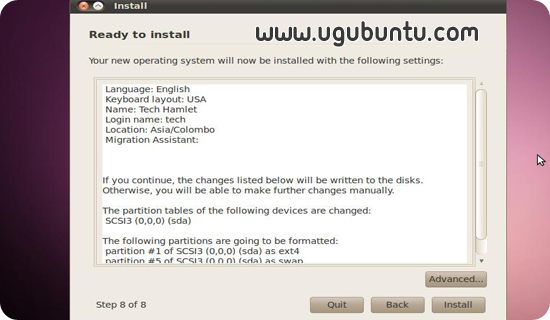 Install
Ready to install
www.ugubuntu.com
Your new operating system will now be installed with the following settings:
Language: English
Keyboard layout: USA
Name: Tech Hamlet
Login name: tech
Location: Asia/Colombo
Migration Assistant:
If you continue, the changes listed below will be written to the disks.
Otherwise, you will be able to make further changes manually.
The partition tables of the following devices are changed:
SCSI3 (0,0,0) (sda)
The following partitions are going to be formatted:
partition #1 of SCSI3 (0,0,0) (sda) as ext4
partition #5 of SCSI3 (0,0,0) (sda) as swap
Advanced...
Step 8 of 8
Quit
Back
Install